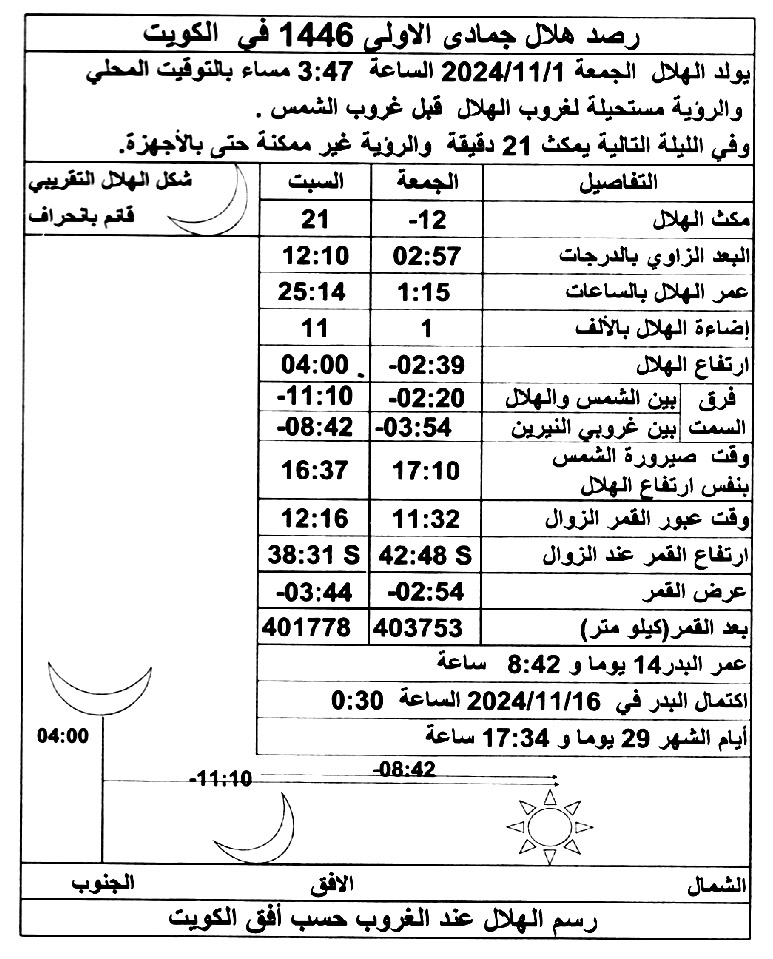 رصد هلال جمادى الاولى 1446 في الكويت
يولد الهلال الجمعة 2024/11/1 الساعة 3:47 مساء بالتوقيت المحلي
والرؤية مستحيلة لغروب الهلال قبل غروب الشمس .
وفي الليلة التالية يمكث 21 دقيقة والرؤية غير ممكنة حتى بالأجهزة.
التفاصيل الجمعة السبت شكل الهلال التقريبي
مكث الهلال -12 21 قائم بانحراف
البعد الزاوي بالدرجات 02:57 12:10
عمر الهلال بالساعات 1:15 25:14
إضاءة الهلال بالألف 1 11
ارتفاع الهلال -02:39 04:00
فرق بين الشمس والهلال -02:20 -11:10
السمت بين غروبي النيرين -03:54 -08:42
وقت صيرورة الشمس
بنفس ارتفاع الهلال 17:10 16:37
وقت عبور القمر الزوال 11:32 12:16
ارتفاع القمر عند الزوال 42:48 S 38:31 S
عرض القمر -02:54 -03:44
بعد القمر(كيلو متر) 403753 401778
عمر البدر14 يوما و 8:42 ساعة
اكتمال البدر في 2024/11/16 الساعة 0:30
أيام الشهر 29 يوما و 17:34 ساعة
04:00
-08:42
-11:10
الشمال الافق الجنوب
رسم الهلال عند الغروب حسب أفق الكويت